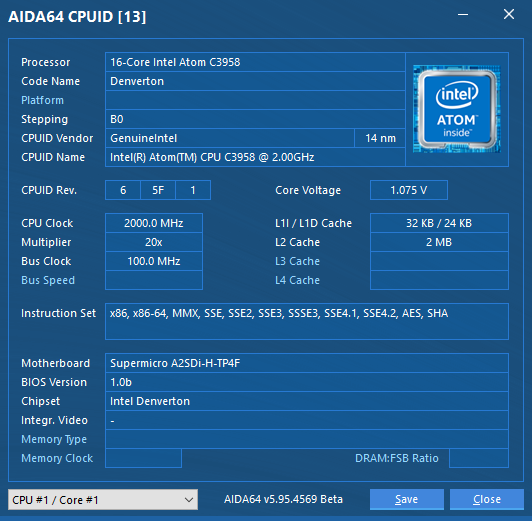 AIDA64 CPUID [13]
Processor 16-Core Intel Atom C3958
Code Name Denverton
Platform
Stepping B0
CPUID Vendor GenuineIntel 14 nm
CPUID Name Intel(R) Atom(TM) CPU C3958 @ 2.00GHz
intel
ATOM™
inside™
CPUID Rev. 6 5F 1 Core Voltage 1.075 V
CPU Clock 2000.0 MHz L1I / L1D Cache 32 KB / 24 KB
Multiplier 20x L2 Cache 2 MB
Bus Clock 100.0 MHz L3 Cache
Bus Speed L4 Cache
Instruction Set x86, x86-64, MMX, SSE, SSE2, SSE3, SSSE3, SSE4.1, SSE4.2, AES, SHA
Motherboard Supermicro A2SDi-H-TP4F
BIOS Version 1.0b
Chipset Intel Denverton
Integr. Video -
Memory Type
Memory Clock DRAM:FSB Ratio
CPU #1 / Core #1 AIDA64 v5.95.4569 Beta Save Close